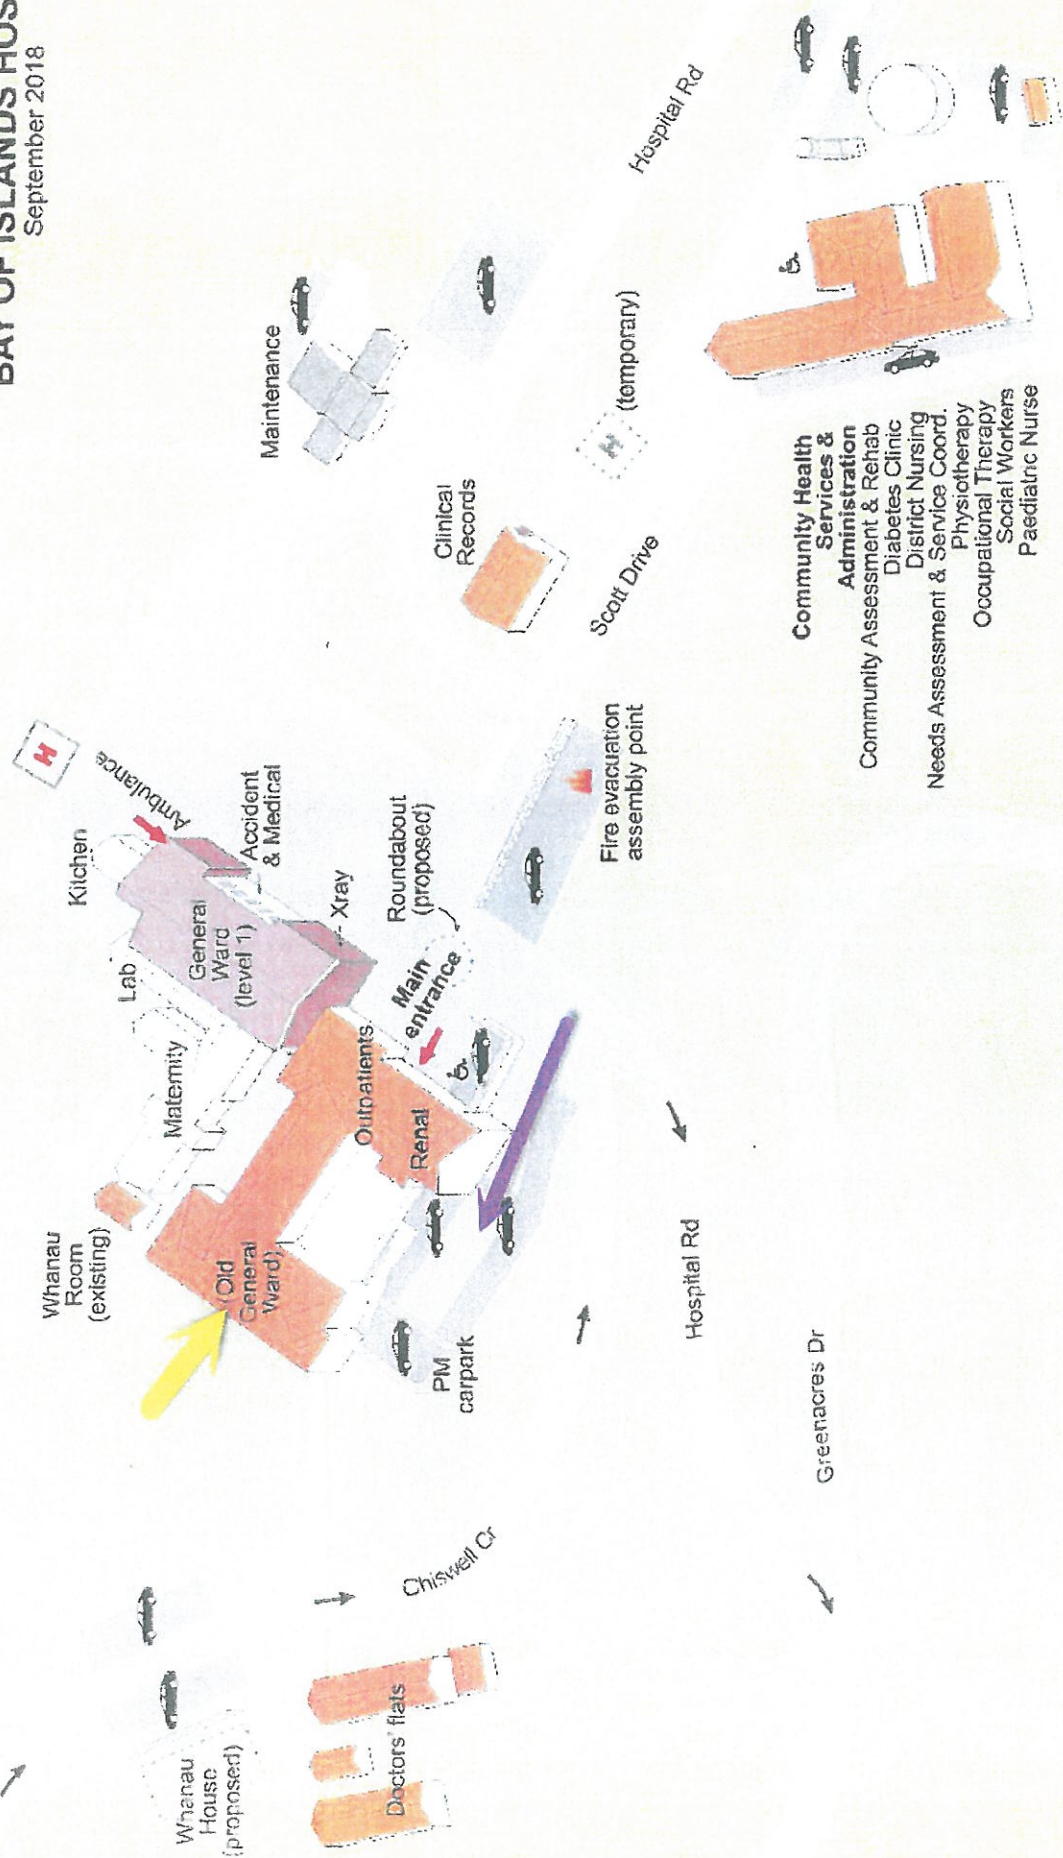 BAY OF ISLANDS HOS
September 2018
Whanau
House
(proposed)
Doctors' flats
Chiswell Cr
Whanau
Room
(existing)
Maternity
Lab
Kitchen
H
Ambulance
General
Ward
(level 1)
Accident
& Medical
Xray
(Old
General
Ward)
Outpatients
Renal
Main
entrance
Roundabout
(proposed)
PM
carpark
Fire evacuation
assembly point
Maintenance
Clinical
Records
Scott Drive
H
(temporary)
Hospital Rd
Hospital Rd
Greenacres Dr
Community Health
Services &
Administration
Community Assessment & Rehab
Diabetes Clinic
District Nursing
Needs Assessment & Service Coord.
Physiotherapy
Occupational Therapy
Social Workers
Paediatric Nurse